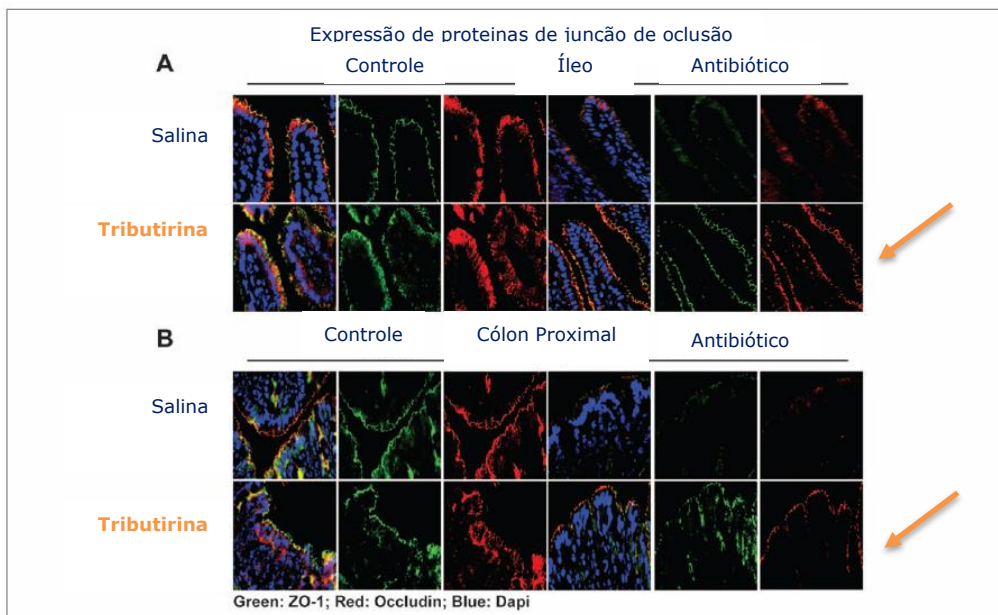 Expressão de proteinas de junção de oclusão
A
Controle Íleo Antibiótico
Salina
Tributirina
B
Controle Cólon Proximal Antibiótico
Salina
Tributirina
Green: ZO-1; Red: Occludin; Blue: Dapi